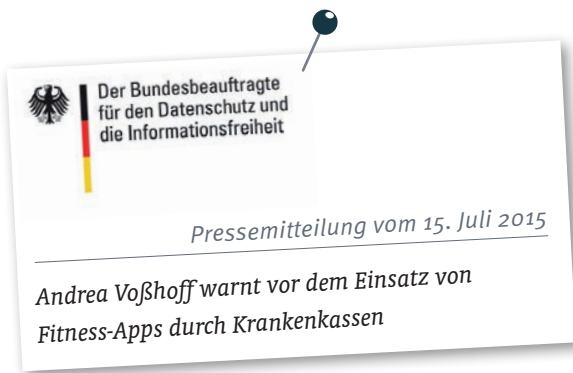 Der Bundesbeauftragte
für den Datenschutz und
die Informationsfreiheit
Pressemitteilung vom 15. Juli 2015
Andrea Voßhoff warnt vor dem Einsatz von
Fitness-Apps durch Krankenkassen